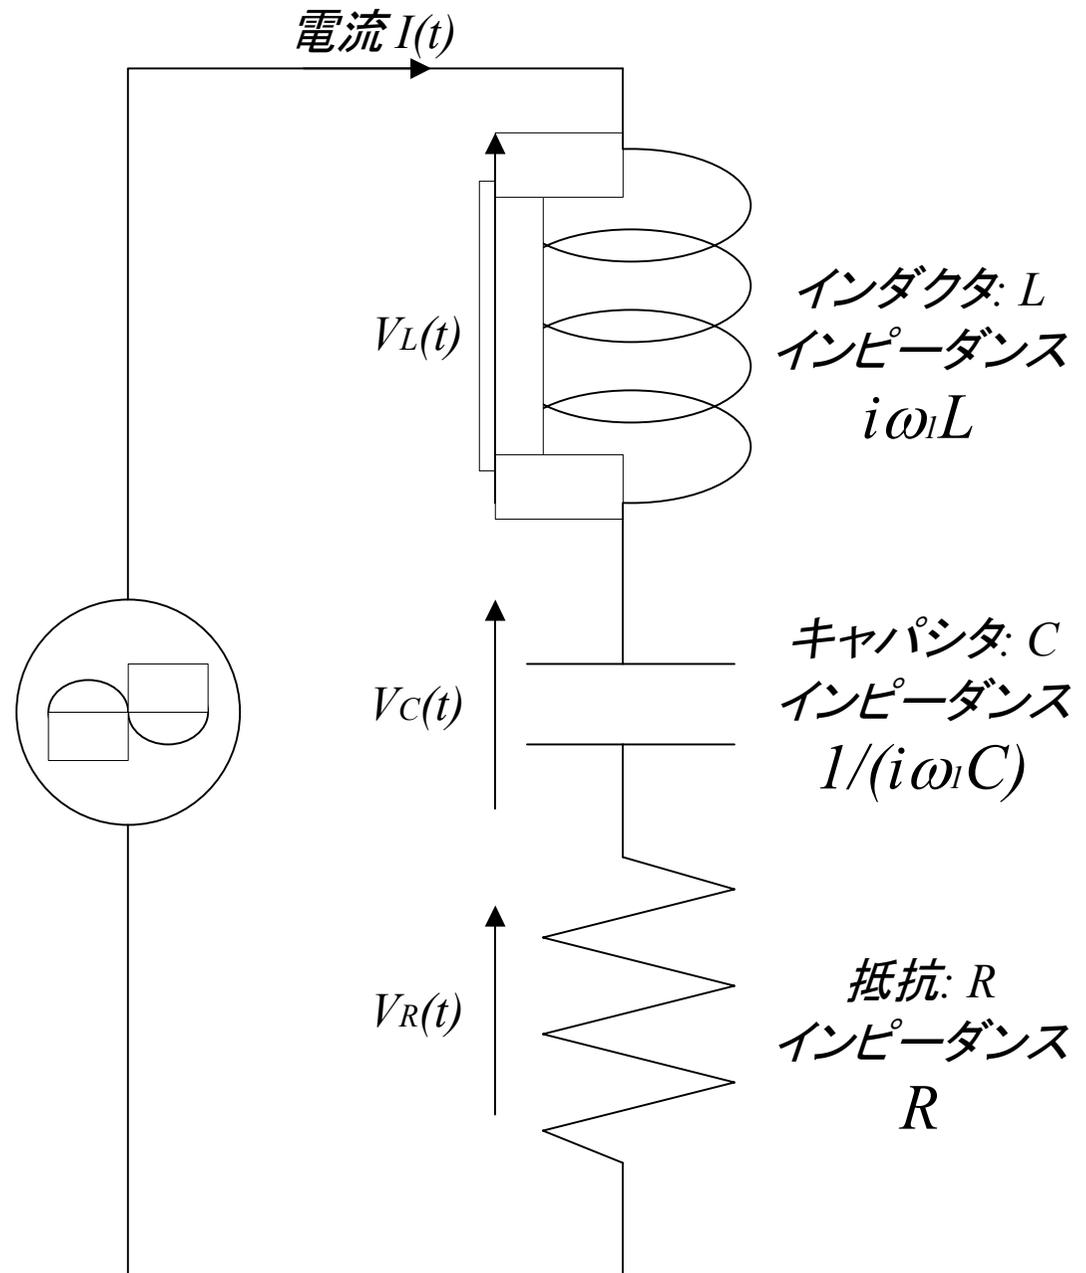 電流 I(t)
VL(t)
インダクタ: L
インピーダンス
iω1L
VC(t)
キャパシタ: C
インピーダンス
1/(iω1C)
VR(t)
抵抗: R
インピーダンス
R